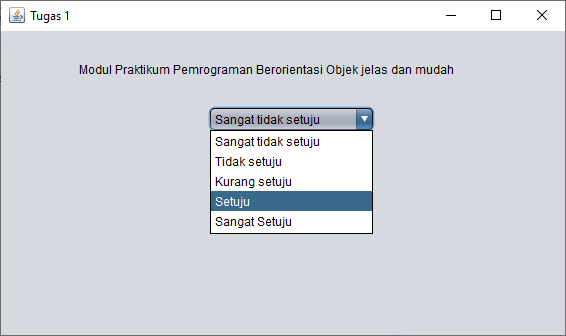 Tugas 1
Modul Praktikum Pemrograman Berorientasi Objek jelas dan mudah
Sangat tidak setuju
Sangat tidak setuju
Tidak setuju
Kurang setuju
Setuju
Sangat Setuju